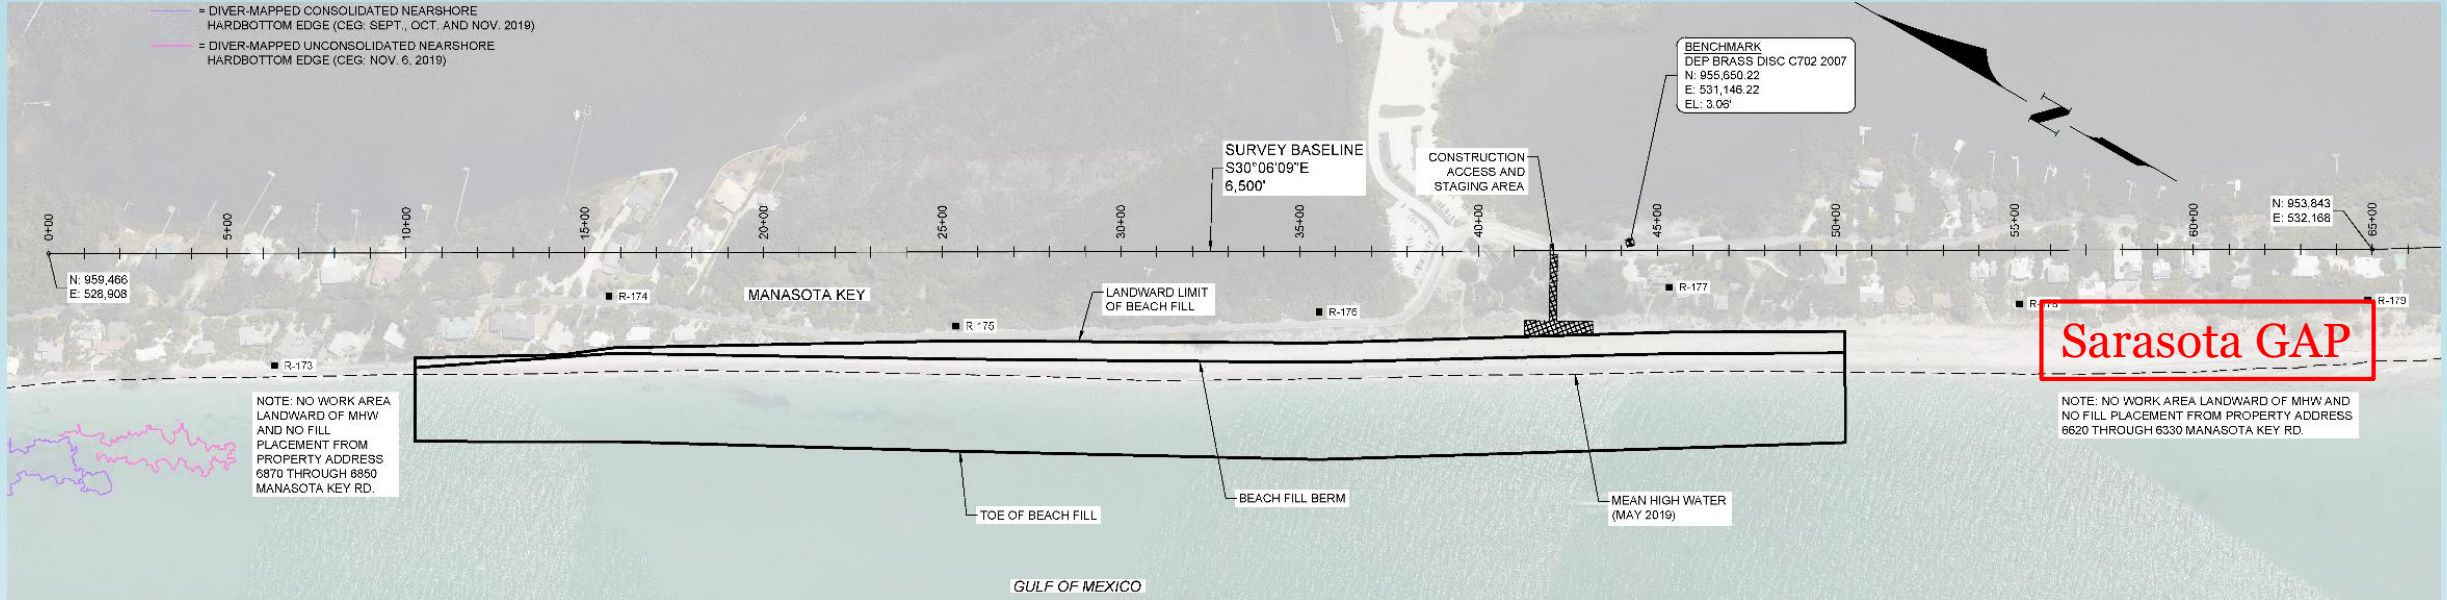 = DIVER-MAPPED CONSOLIDATED NEARSHORE
HARDBOTTOM EDGE (CEG: SEPT., OCT. AND NOV. 2019)
= DIVER-MAPPED UNCONSOLIDATED NEARSHORE
HARDBOTTOM EDGE (CEG: NOV. 6, 2019)
BENCHMARK
DEP BRASS DISC C702 2007
N: 955,650.22
E: 531,146.22
EL: 3.06'
N
SURVEY BASELINE
S30°06'09"E
6,500'
CONSTRUCTION
ACCESS AND
STAGING AREA
N: 953,843
E: 532,168
0+00
5+00
10+00
15+00
20+00
25+00
30+00
35+00
40+00
45+00
50+00
55+00
60+00
65+00
N: 959,466
E: 528,908
R-174
MANASOTA KEY
LANDWARD LIMIT
OF BEACH FILL
R-175
R-176
R-177
R-179
R-173
Sarasota GAP
NOTE: NO WORK AREA
LANDWARD OF MHW
AND NO FILL
PLACEMENT FROM
PROPERTY ADDRESS
6870 THROUGH 6850
MANASOTA KEY RD.
NOTE: NO WORK AREA LANDWARD OF MHW AND
NO FILL PLACEMENT FROM PROPERTY ADDRESS
6620 THROUGH 6330 MANASOTA KEY RD.
TOE OF BEACH FILL
BEACH FILL BERM
MEAN HIGH WATER
(MAY 2019)
GULF OF MEXICO